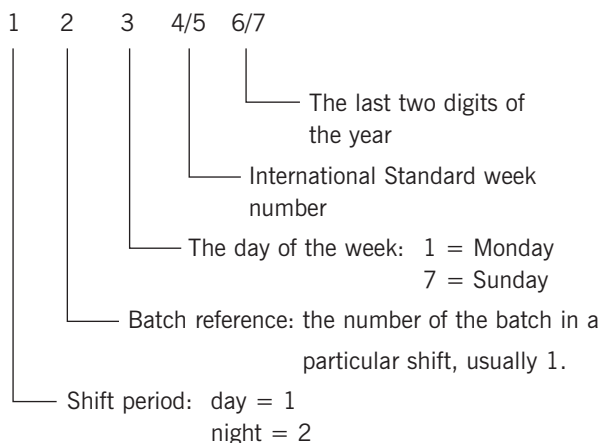 1 2 3 4/5 6/7
The last two digits of
the year
International Standard week
number
The day of the week: 1 = Monday
7 = Sunday
Batch reference: the number of the batch in a
particular shift, usually 1.
Shift period: day = 1
night = 2